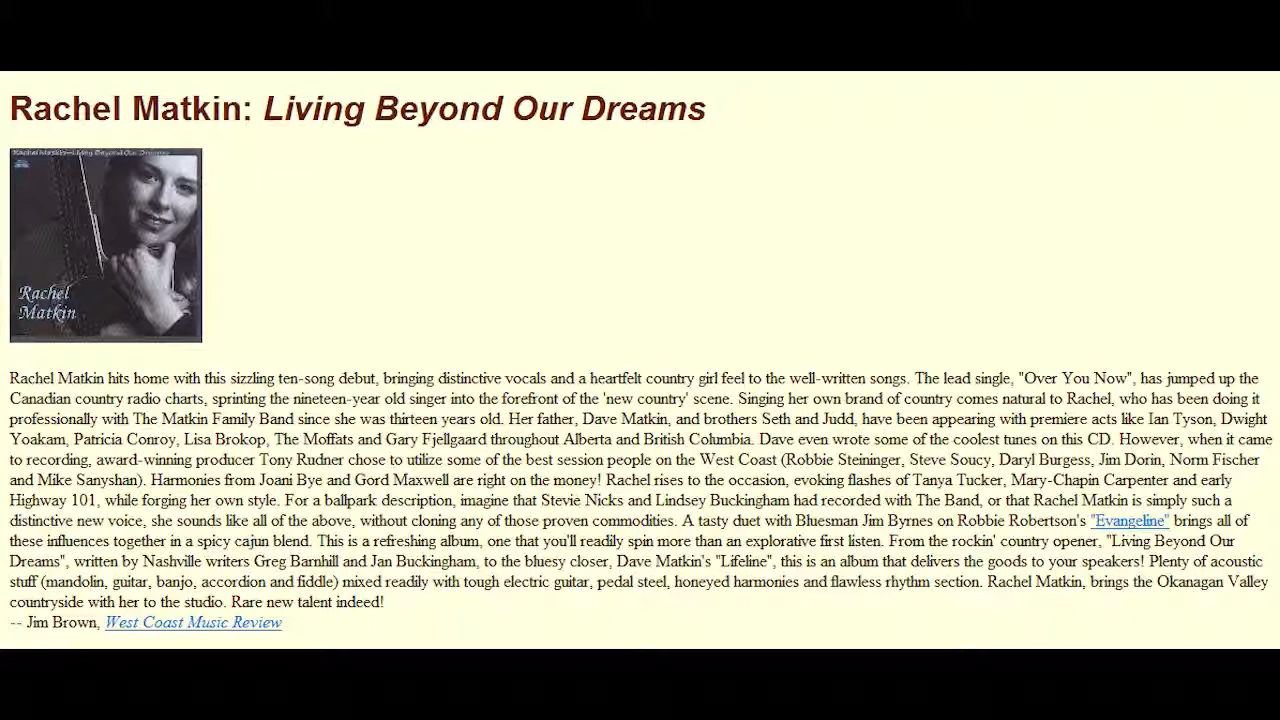 Rachel Matkin: Living Beyond Our Dreams
Rachel Matkin—Living Beyond Our Dreams
Rachel
Matkin
Rachel Matkin hits home with this sizzling ten-song debut, bringing distinctive vocals and a heartfelt country girl feel to the well-written songs. The lead single, "Over You Now", has jumped up the
Canadian country radio charts, sprinting the nineteen-year old singer into the forefront of the 'new country' scene. Singing her own brand of country comes natural to Rachel, who has been doing it
professionally with The Matkin Family Band since she was thirteen years old. Her father, Dave Matkin, and brothers Seth and Judd, have been appearing with premiere acts like Ian Tyson, Dwight
Yoakam, Patricia Conroy, Lisa Brokop, The Moffats and Gary Fjellgaard throughout Alberta and British Columbia. Dave even wrote some of the coolest tunes on this CD. However, when it came
to recording, award-winning producer Tony Rudner chose to utilize some of the best session people on the West Coast (Robbie Steininger, Steve Soucy, Daryl Burgess, Jim Dorin, Norm Fischer
and Mike Sanyshan). Harmonies from Joani Bye and Gord Maxwell are right on the money! Rachel rises to the occasion, evoking flashes of Tanya Tucker, Mary-Chapin Carpenter and early
Highway 101, while forging her own style. For a ballpark description, imagine that Stevie Nicks and Lindsey Buckingham had recorded with The Band, or that Rachel Matkin is simply such a
distinctive new voice, she sounds like all of the above, without cloning any of those proven commodities. A tasty duet with Bluesman Jim Byrnes on Robbie Robertson's "Evangeline" brings all of
these influences together in a spicy cajun blend. This is a refreshing album, one that you'll readily spin more than an explorative first listen. From the rockin' country opener, "Living Beyond Our
Dreams", written by Nashville writers Greg Barnhill and Jan Buckingham, to the bluesy closer, Dave Matkin's "Lifeline", this is an album that delivers the goods to your speakers! Plenty of acoustic
stuff (mandolin, guitar, banjo, accordion and fiddle) mixed readily with tough electric guitar, pedal steel, honeyed harmonies and flawless rhythm section. Rachel Matkin, brings the Okanagan Valley
countryside with her to the studio. Rare new talent indeed!
-- Jim Brown, West Coast Music Review